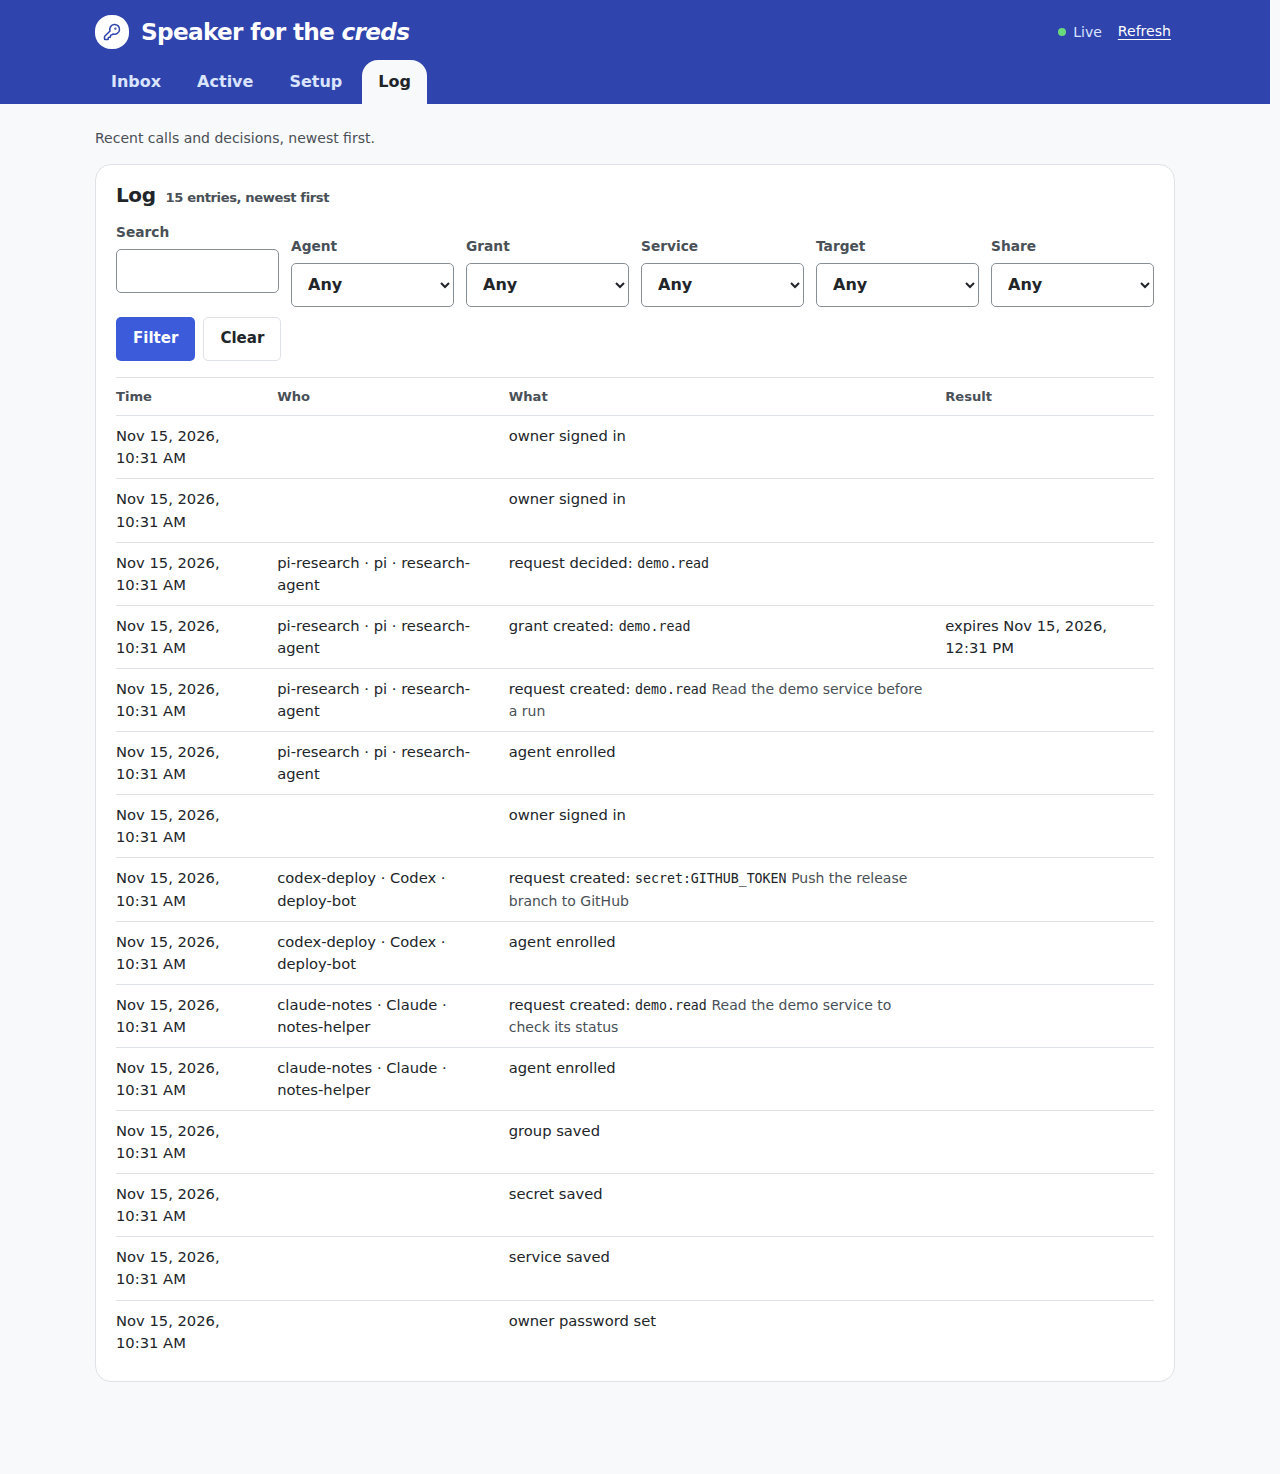 Speaker for the creds
Live Refresh
Inbox Active Setup Log
Recent calls and decisions, newest first.
Log 15 entries, newest first
Search Agent Grant Service Target Share
Any Any Any Any Any
Filter Clear
Time Who What Result
Nov 15, 2026, owner signed in
10:31 AM
Nov 15, 2026, owner signed in
10:31 AM
Nov 15, 2026, pi-research · pi · research- request decided: demo.read
10:31 AM agent
Nov 15, 2026, pi-research · pi · research- grant created: demo.read expires Nov 15, 2026,
10:31 AM agent 12:31 PM
Nov 15, 2026, pi-research · pi · research- request created: demo.read Read the demo service before
10:31 AM agent a run
Nov 15, 2026, pi-research · pi · research- agent enrolled
10:31 AM agent
Nov 15, 2026, owner signed in
10:31 AM
Nov 15, 2026, codex-deploy · Codex · request created: secret:GITHUB_TOKEN Push the release
10:31 AM deploy-bot branch to GitHub
Nov 15, 2026, codex-deploy · Codex · agent enrolled
10:31 AM deploy-bot
Nov 15, 2026, claude-notes · Claude · request created: demo.read Read the demo service to
10:31 AM notes-helper check its status
Nov 15, 2026, claude-notes · Claude · agent enrolled
10:31 AM notes-helper
Nov 15, 2026, group saved
10:31 AM
Nov 15, 2026, secret saved
10:31 AM
Nov 15, 2026, service saved
10:31 AM
Nov 15, 2026, owner password set
10:31 AM